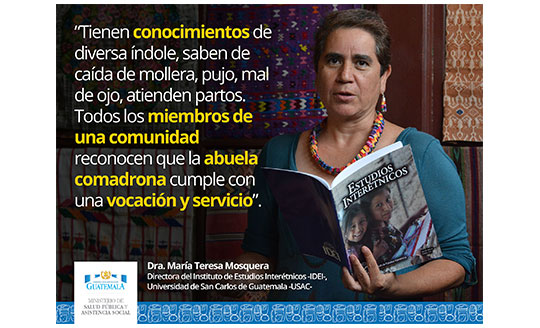 "Tienen conocimientos de
diversa índole, saben de
caída de mollera, pujo, mal
de ojo, atienden partos.
Todos los miembros de
una comunidad
reconocen que la abuela
comadrona cumple con
una vocación y servicio".
ESTUDIOS
INTERÉTNICOS
Dra. María Teresa Mosquera
Directora del Instituto de Estudios Interétnicos -IDEI-,
Universidad de San Carlos de Guatemala -USAC-
GUATEMALA
MINISTERIO DE
SALUD PÚBLICA Y
ASISTENCIA SOCIAL